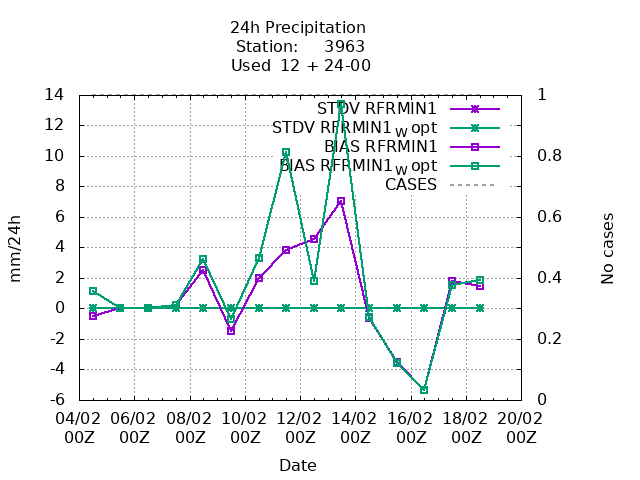 24h Precipitation
Station: 3963
Used 12 + 24-00
14
12
10
8
6
4
2
0
-2
-4
-6
mm/24h
STDV RFRMIN1
STDV RFRMIN1_W opt
BIAS RFRMIN1
BIAS RFRMIN1_W opt
CASES
1
0.8
0.6
0.4
0.2
0
No cases
04/02 06/02 08/02 10/02 12/02 14/02 16/02 18/02 20/02
00Z 00Z 00Z 00Z 00Z 00Z 00Z 00Z 00Z
Date